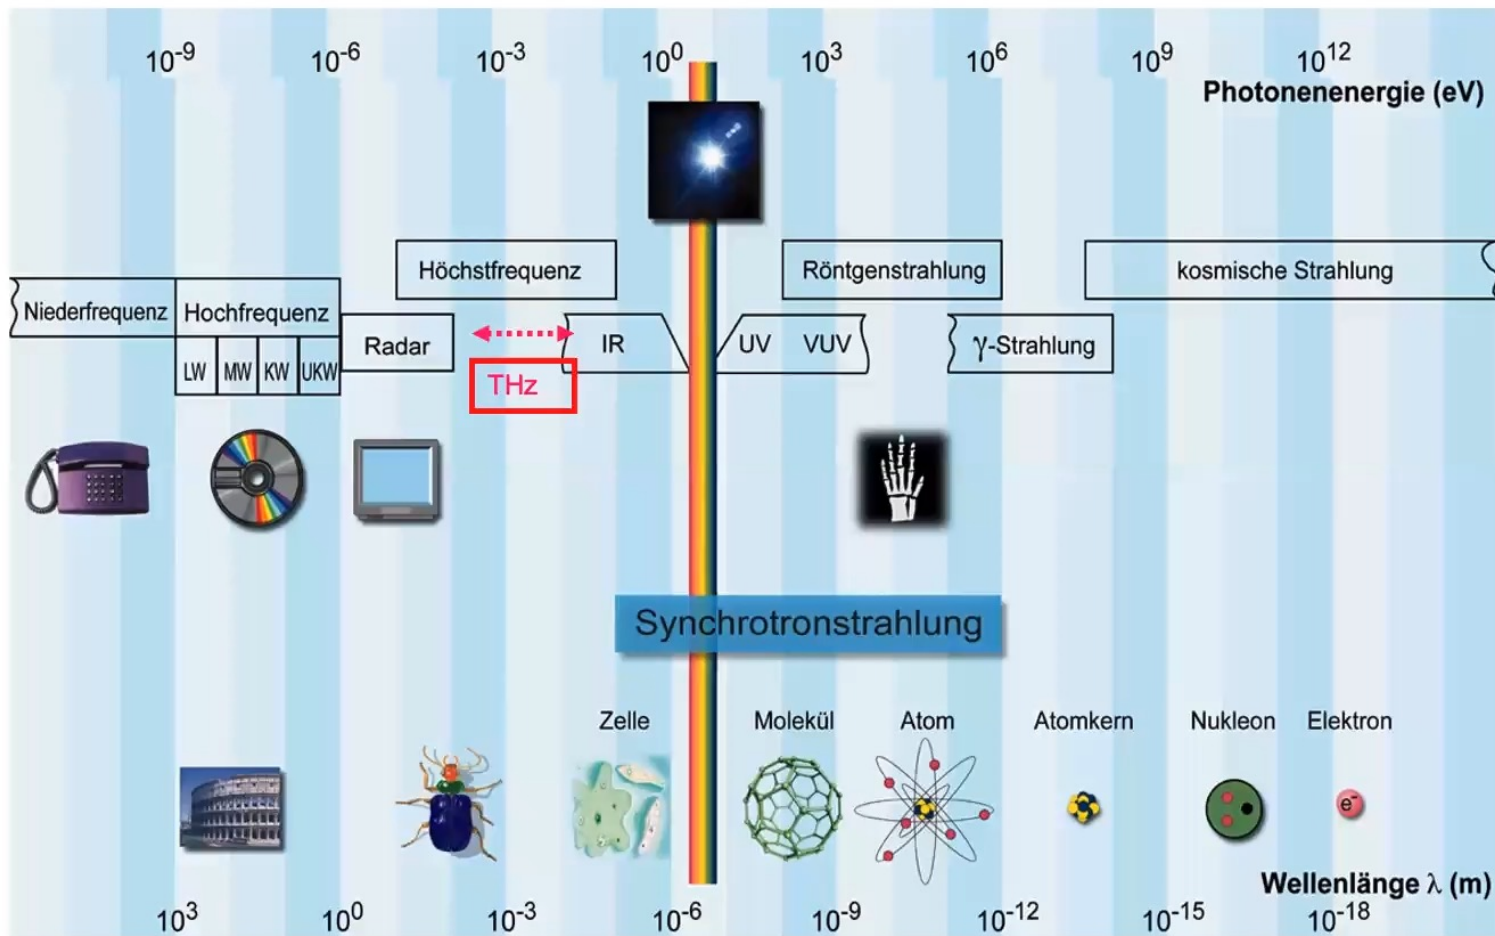 10⁻⁹ 10⁻⁶ 10⁻³ 10⁰ 10³ 10⁶ 10⁹ 10¹²
Photonenenergie (eV)
Höchstfrequenz Röntgenstrahlung kosmische Strahlung
Niederfrequenz Hochfrequenz
Radar IR UV VUV γ-Strahlung
LW MW KW UKW
THz
Synchrotronstrahlung
Zelle Molekül Atom Atomkern Nukleon Elektron
e⁻
Wellenlänge λ (m)
10³ 10⁰ 10⁻³ 10⁻⁶ 10⁻⁹ 10⁻¹² 10⁻¹⁵ 10⁻¹⁸